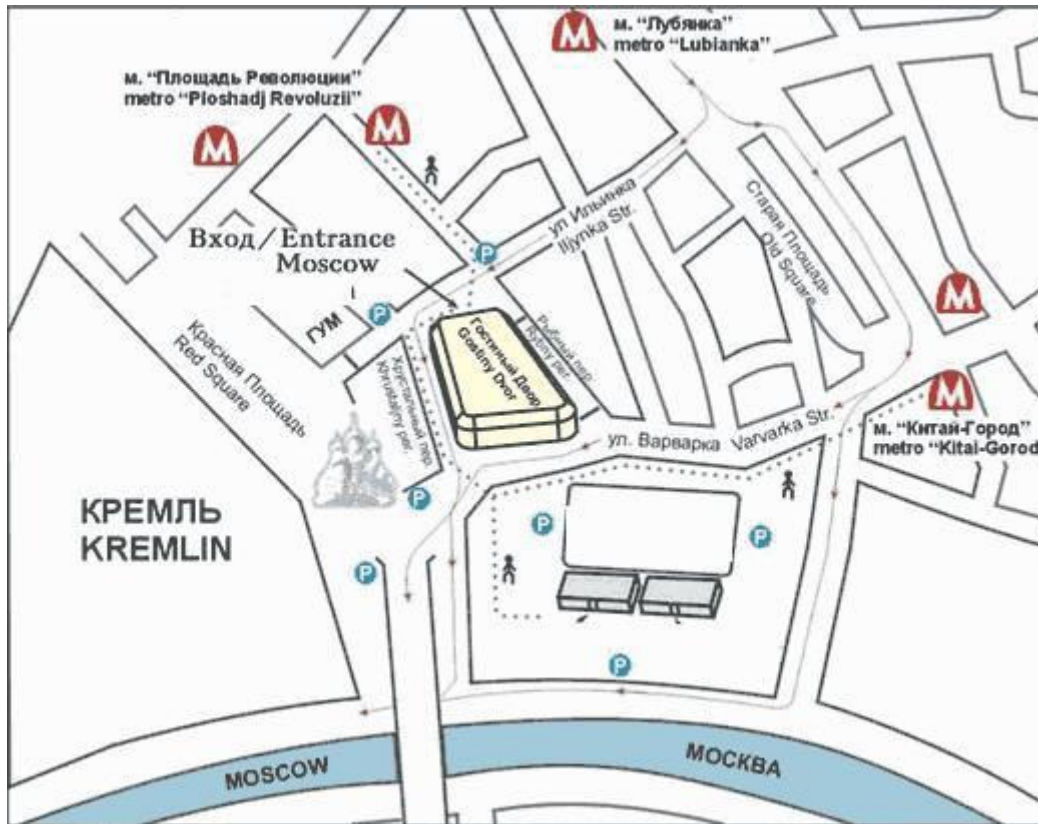 м. “Лубянка”
metro “Lubianka”
м. “Площадь Революции”
metro “Ploshadj Revoluzii”
M
M
M
ул Ильинка
Iljynka Str.
Старая Площадь
Old Square
Вход/Entrance
Moscow
P
P
M
ГУМ
Красная Площадь
Red Square
Хрустальный пер.
Khrustaljny per.
Гостиный Двор
Gostiny Dvor
Рыбный пер.
Rybny per.
M
м. “Китай-Город”
metro “Kitai-Gorod
ул. Варварка Varvarka Str.
КРЕМЛЬ
KREMLIN
P
P
P
P
P
MOSCOW
МОСКВА